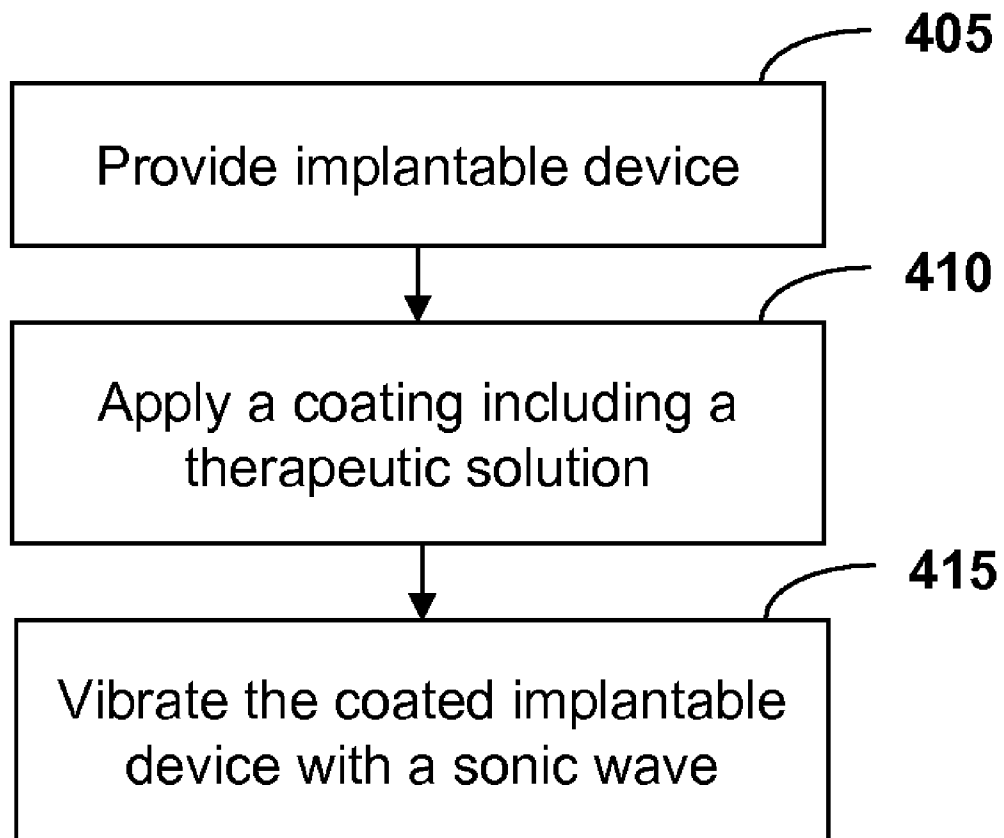 405
Provide implantable device
410
Apply a coating including a
therapeutic solution
415
Vibrate the coated implantable
device with a sonic wave